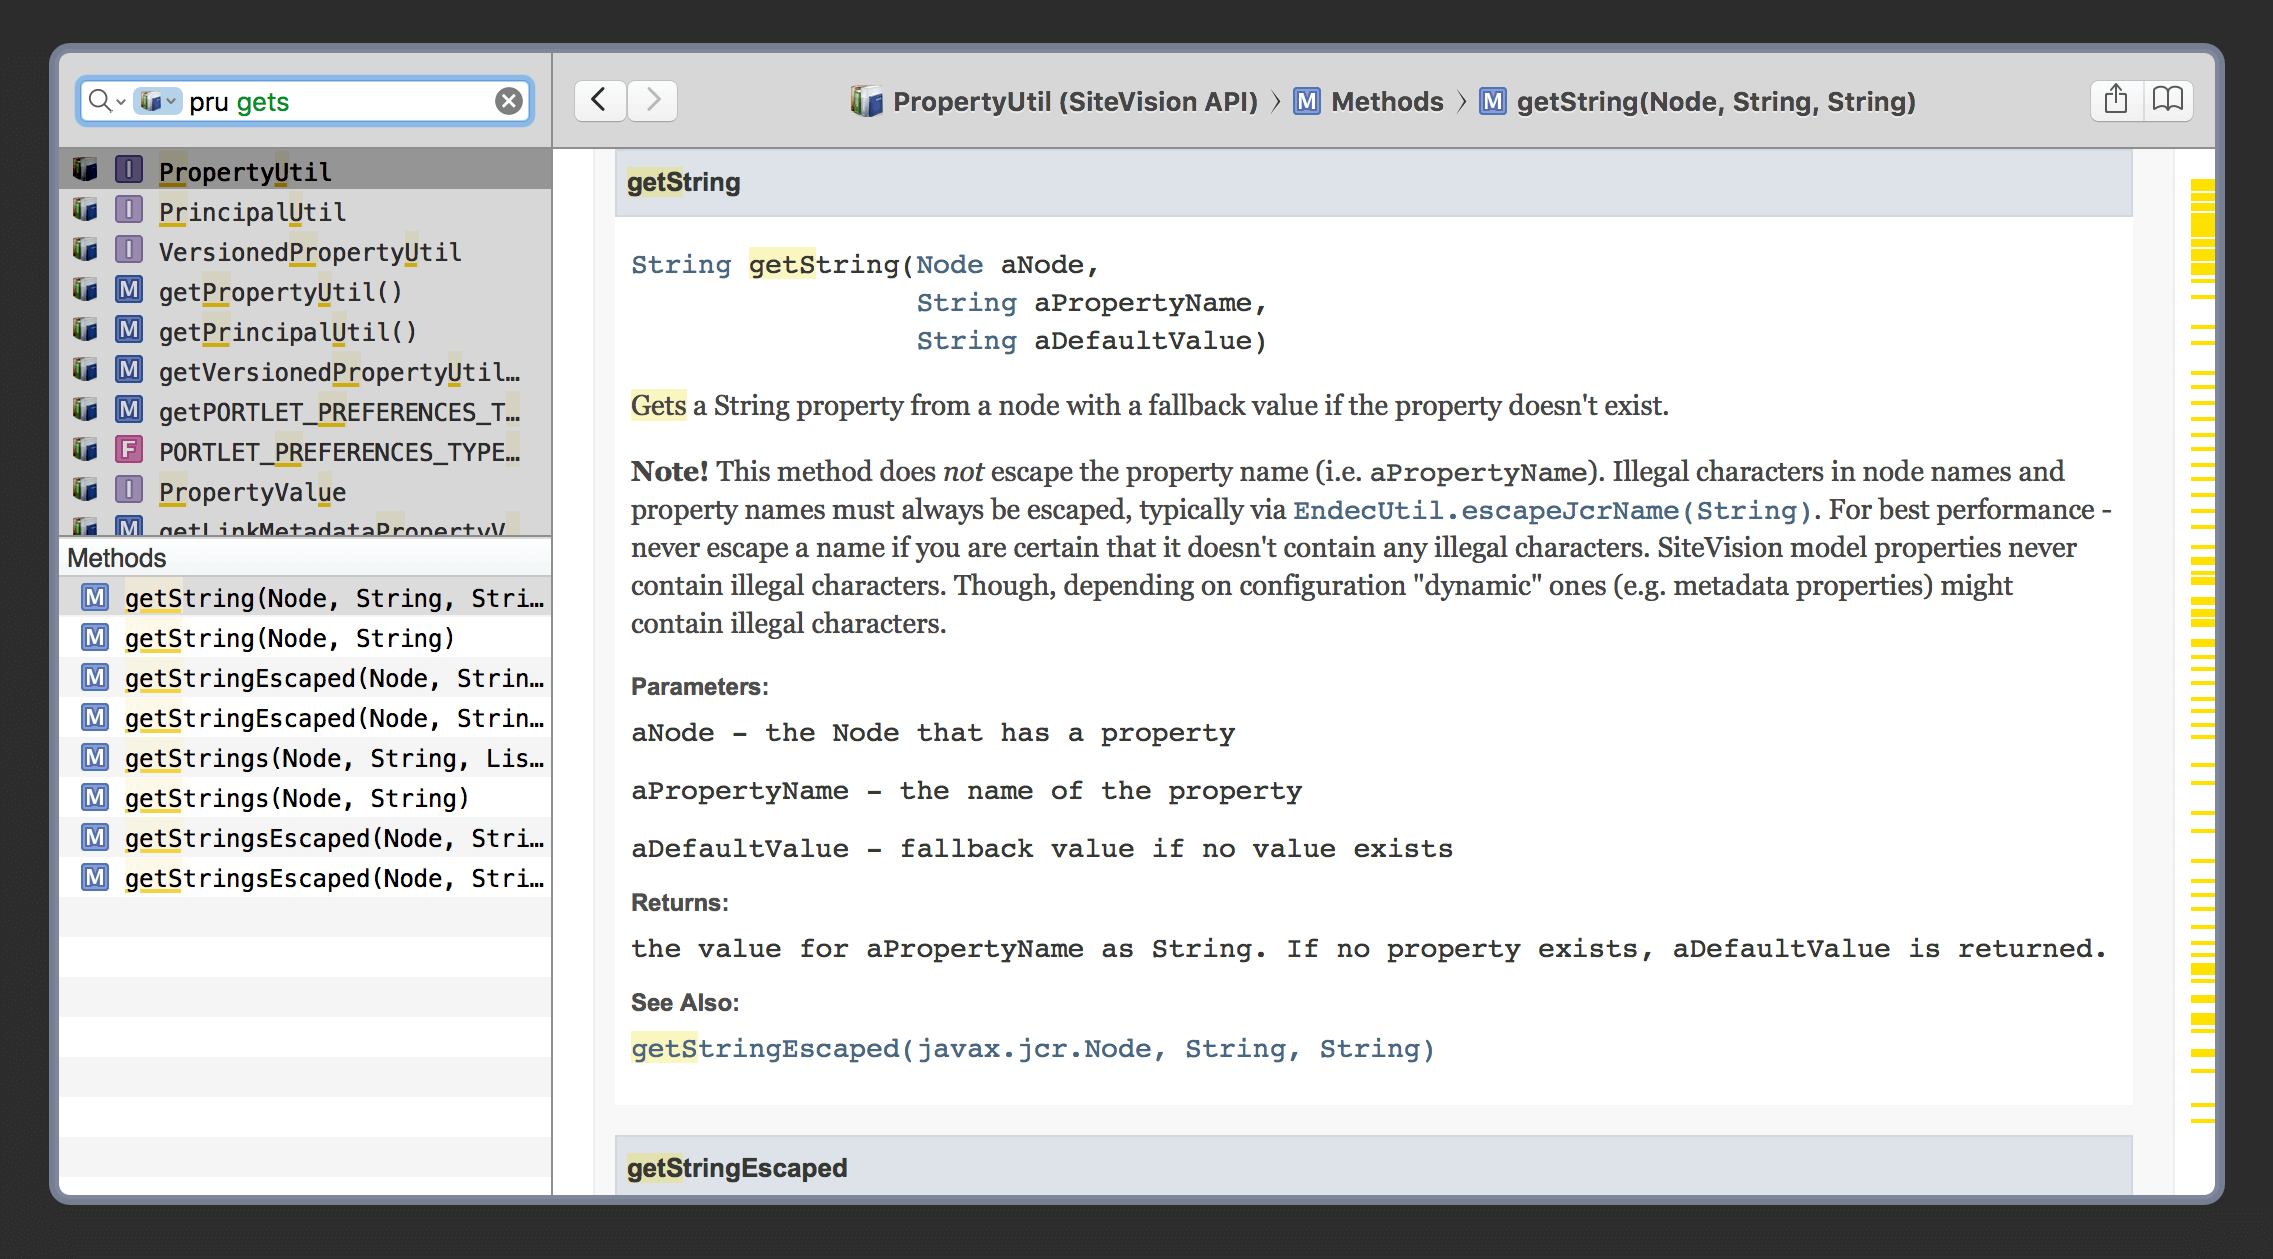 pru gets
PropertyUtil (SiteVision API) 〉 M Methods 〉 M getString(Node, String, String)
I PropertyUtil
I PrincipalUtil
I VersionedPropertyUtil
M getPropertyUtil()
M getPrincipalUtil()
M getVersionedPropertyUtil…
M getPORTLET_PREFERENCES_T…
F PORTLET_PREFERENCES_TYPE…
I PropertyValue
M getLinkMetadataPropertyV
Methods
M getString(Node, String, Stri…
M getString(Node, String)
M getStringEscaped(Node, Strin…
M getStringEscaped(Node, Strin…
M getStrings(Node, String, Lis…
M getStrings(Node, String)
M getStringsEscaped(Node, Stri…
M getStringsEscaped(Node, Stri…
getString
String getString(Node aNode,
String aPropertyName,
String aDefaultValue)
Gets a String property from a node with a fallback value if the property doesn't exist.
Note! This method does not escape the property name (i.e. aPropertyName). Illegal characters in node names and
property names must always be escaped, typically via EndecUtil.escapeJcrName(String). For best performance -
never escape a name if you are certain that it doesn't contain any illegal characters. SiteVision model properties never
contain illegal characters. Though, depending on configuration "dynamic" ones (e.g. metadata properties) might
contain illegal characters.
Parameters:
aNode - the Node that has a property
aPropertyName - the name of the property
aDefaultValue - fallback value if no value exists
Returns:
the value for aPropertyName as String. If no property exists, aDefaultValue is returned.
See Also:
getStringEscaped(javax.jcr.Node, String, String)
getStringEscaped